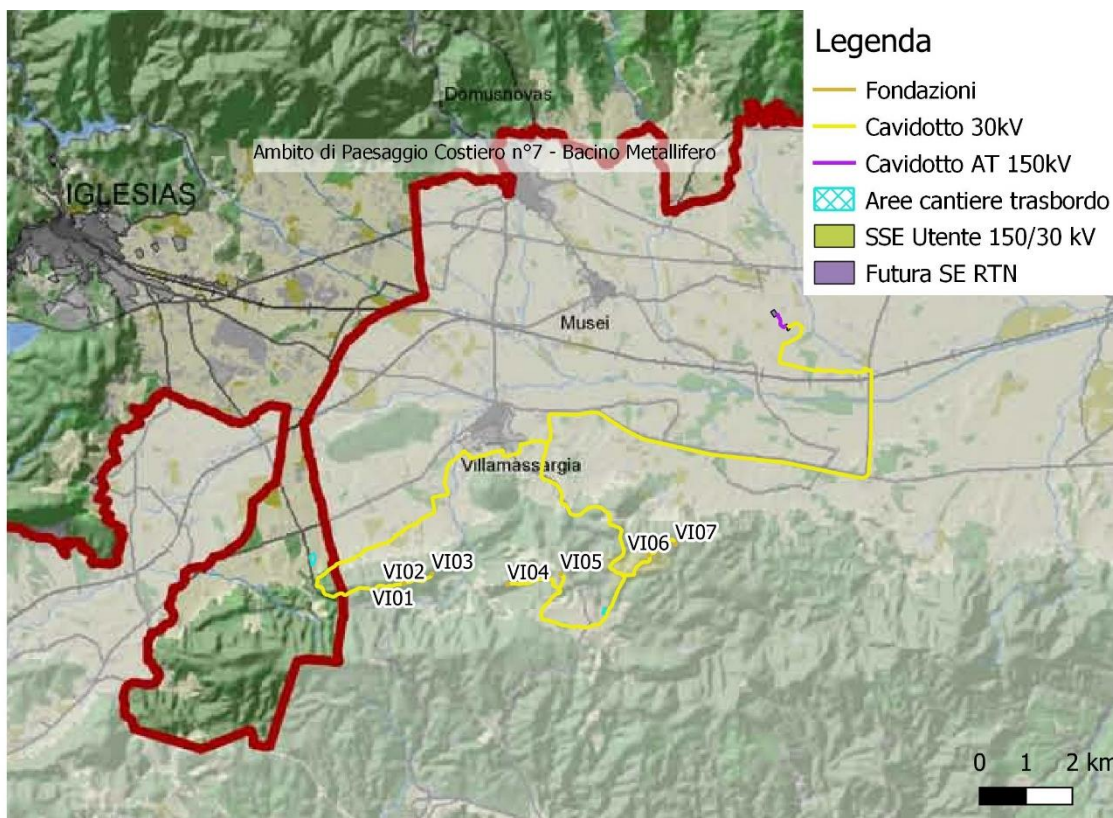 Legenda
Fondazioni
Cavidotto 30kV
Cavidotto AT 150kV
Aree cantiere trasbordo
SSE Utente 150/30 kV
Futura SE RTN
Domusnovas
Ambito di Paesaggio Costiero n°7 - Bacino Metallifero
IGLESIAS
Musei
Villamassargia
VI07
VI06
VI03
VI05
VI02
VI04
VI01
0 1 2 km